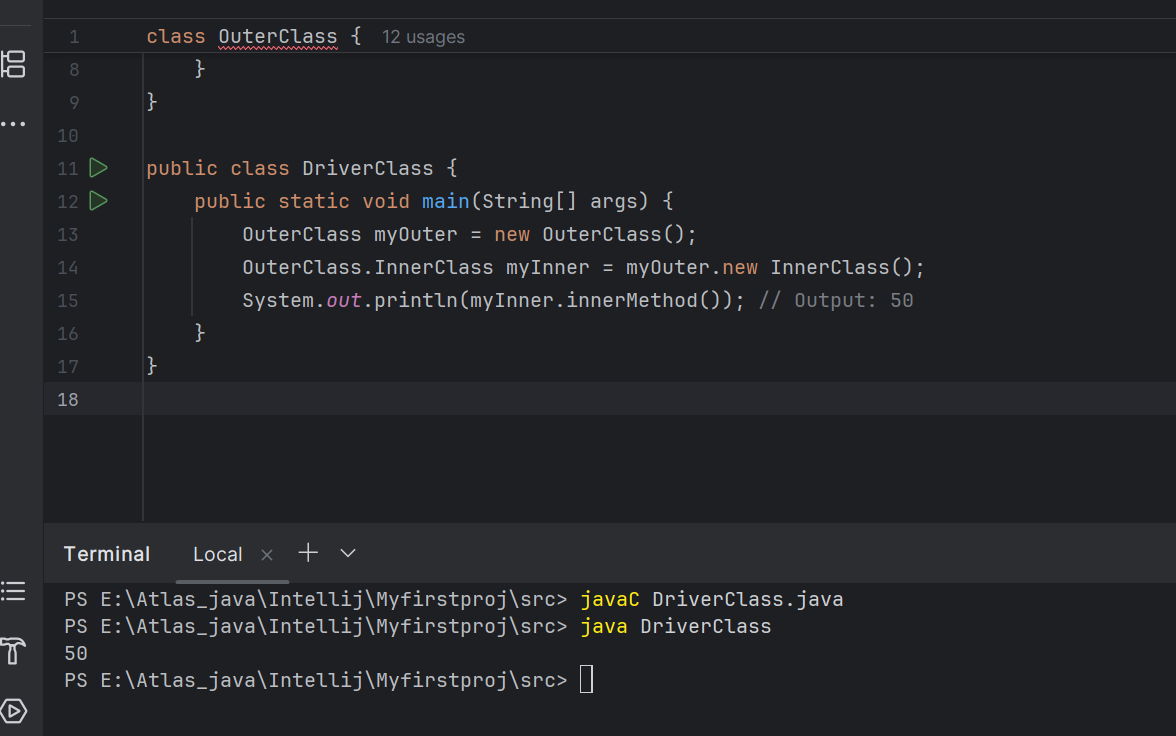 1 class OuterClass { 12 usages
8 }
9 }
10
11 public class DriverClass {
12 public static void main(String[] args) {
13 OuterClass myOuter = new OuterClass();
14 OuterClass.InnerClass myInner = myOuter.new InnerClass();
15 System.out.println(myInner.innerMethod()); // Output: 50
16 }
17 }
18
Terminal Local × + 
PS E:\Atlas_java\Intellij\Myfirstproj\src> javaC DriverClass.java
PS E:\Atlas_java\Intellij\Myfirstproj\src> java DriverClass
50
PS E:\Atlas_java\Intellij\Myfirstproj\src>